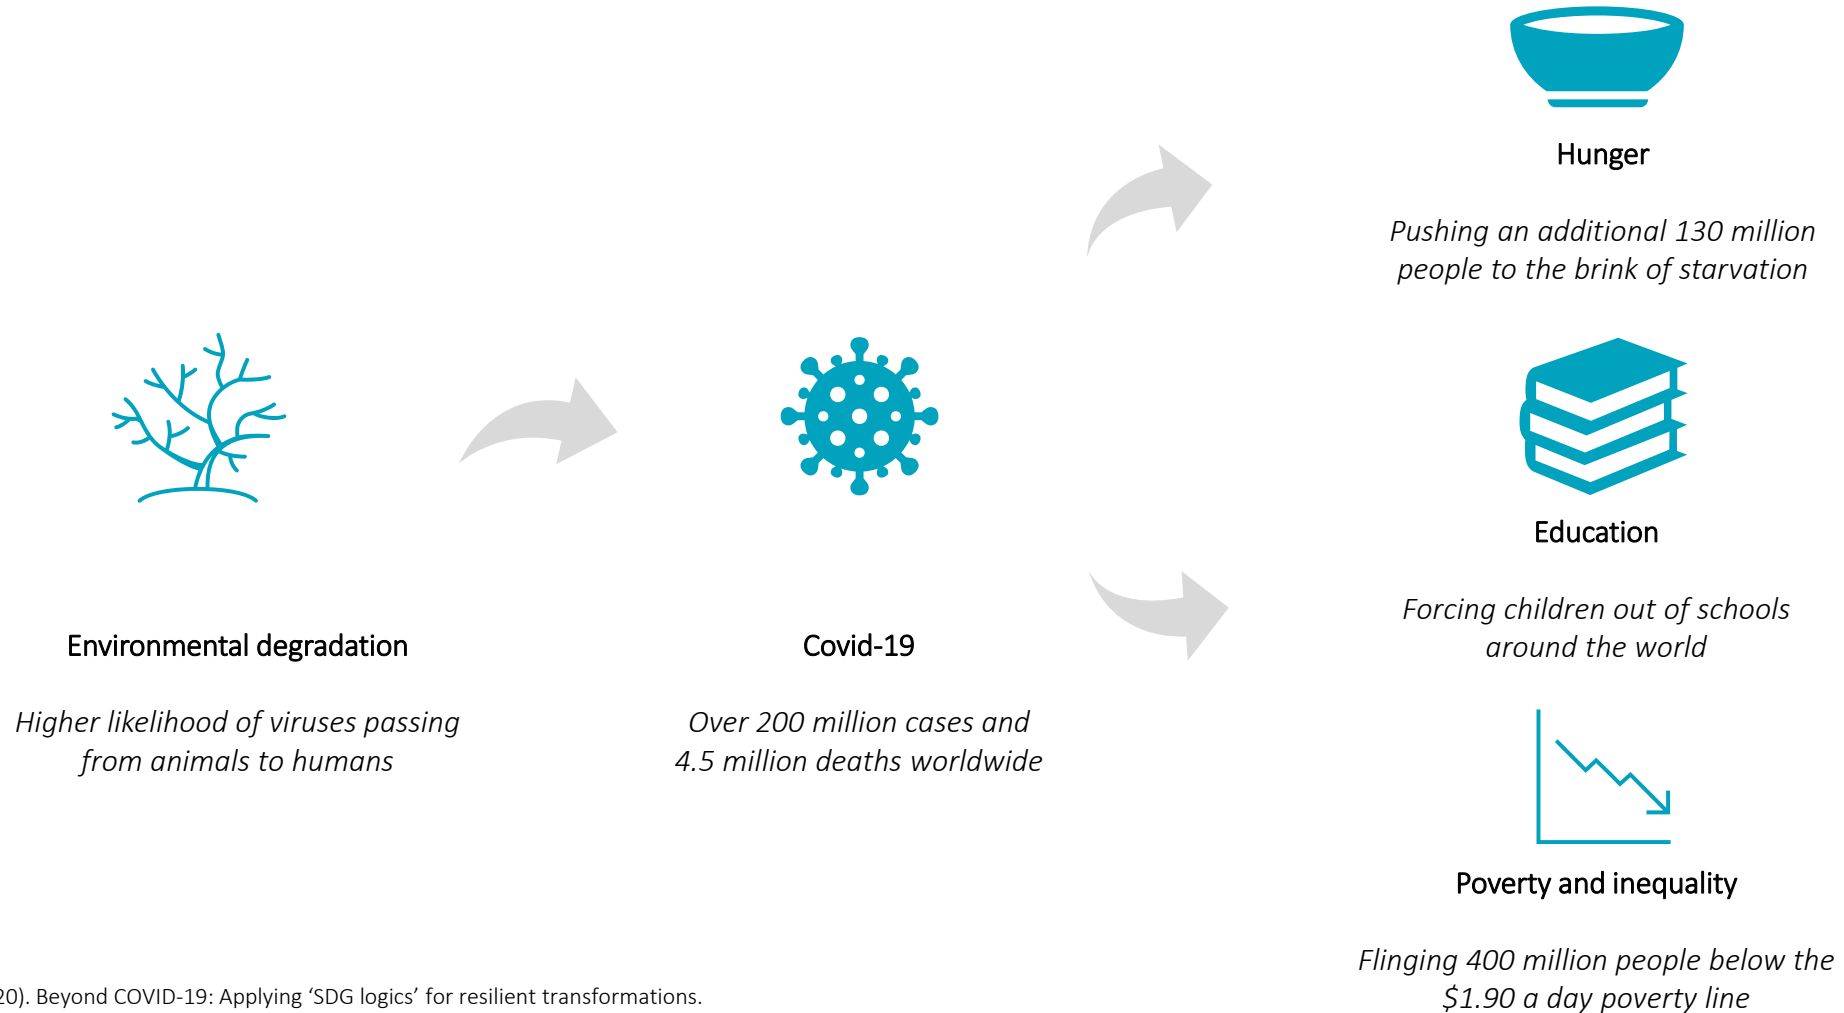 Hunger
Pushing an additional 130 million
people to the brink of starvation
Education
Forcing children out of schools
around the world
Environmental degradation
Higher likelihood of viruses passing
from animals to humans
Covid-19
Over 200 million cases and
4.5 million deaths worldwide
Poverty and inequality
Flinging 400 million people below the
$1.90 a day poverty line
20). Beyond COVID-19: Applying ‘SDG logics’ for resilient transformations.